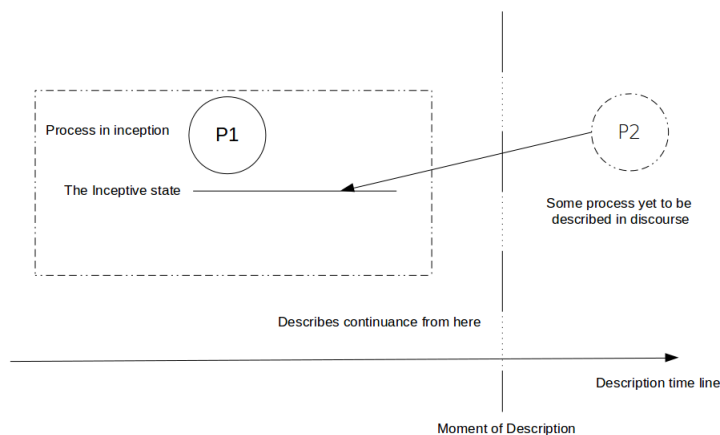 P1
P2
Process in inception
The Inceptive state
Some process yet to be
described in discourse
Describes continuance from here
Description time line
Moment of Description